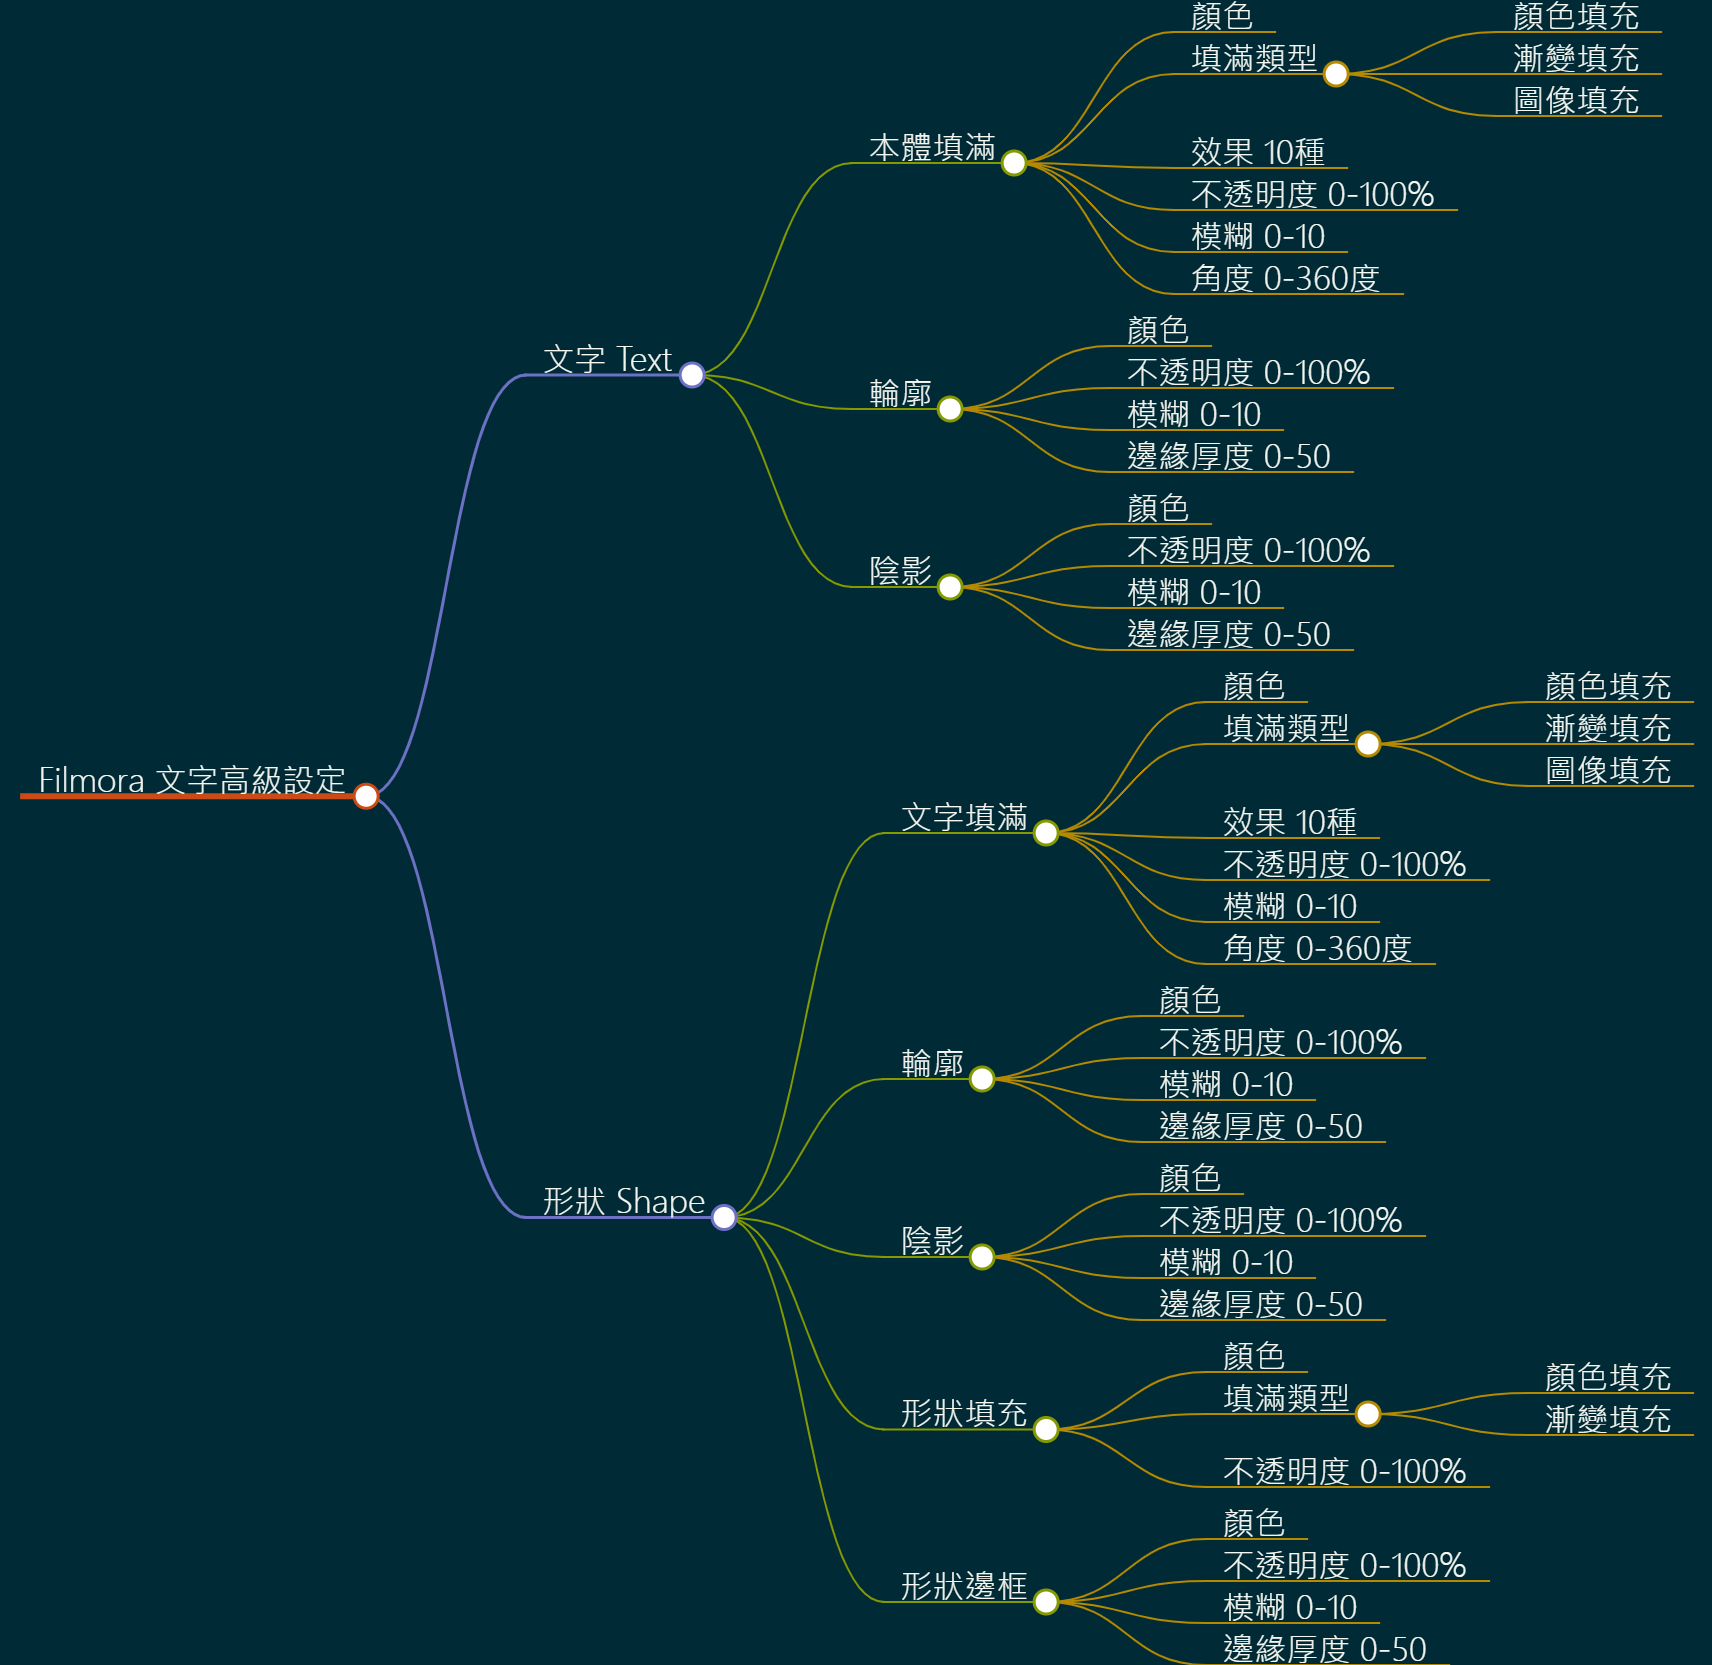 Filmora 文字高級設定
文字 Text
本體填滿
顏色
填滿類型
顏色填充
漸變填充
圖像填充
效果 10種
不透明度 0-100%
模糊 0-10
角度 0-360度
輪廓
顏色
不透明度 0-100%
模糊 0-10
邊緣厚度 0-50
陰影
顏色
不透明度 0-100%
模糊 0-10
邊緣厚度 0-50
形狀 Shape
文字填滿
顏色
填滿類型
顏色填充
漸變填充
圖像填充
效果 10種
不透明度 0-100%
模糊 0-10
角度 0-360度
輪廓
顏色
不透明度 0-100%
模糊 0-10
邊緣厚度 0-50
陰影
顏色
不透明度 0-100%
模糊 0-10
邊緣厚度 0-50
形狀填充
顏色
填滿類型
顏色填充
漸變填充
不透明度 0-100%
形狀邊框
顏色
不透明度 0-100%
模糊 0-10
邊緣厚度 0-50